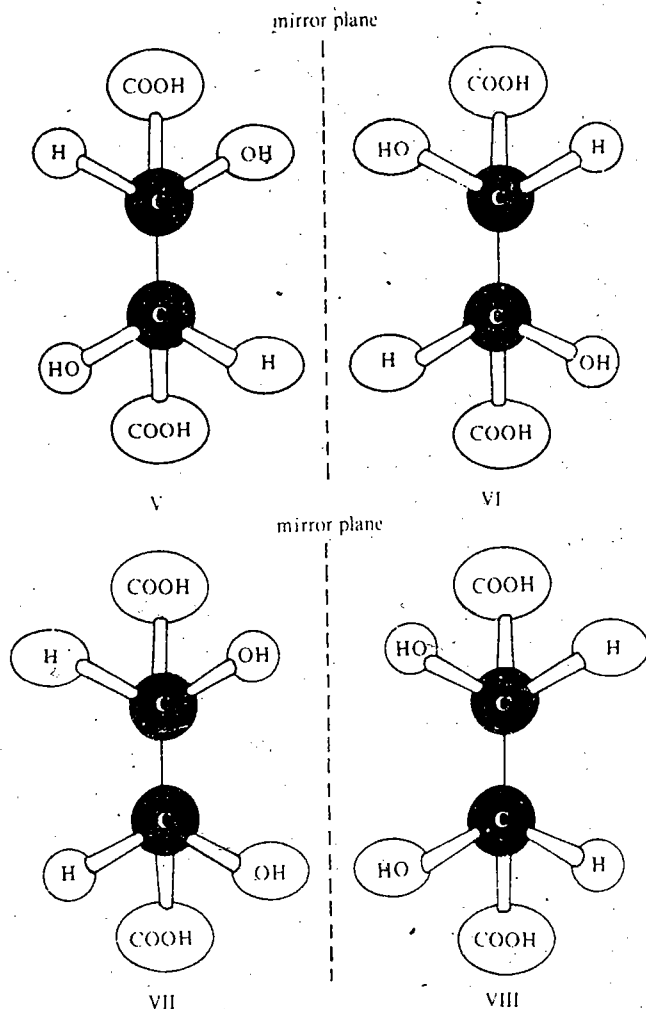 mirror plane
COOH COOH
H OH HO H
C C
C C
HO H H OH
COOH COOH
V VI
mirror plane
COOH COOH
H OH HO H
C C
C C
H OH HO H
COOH COOH
VII VIII